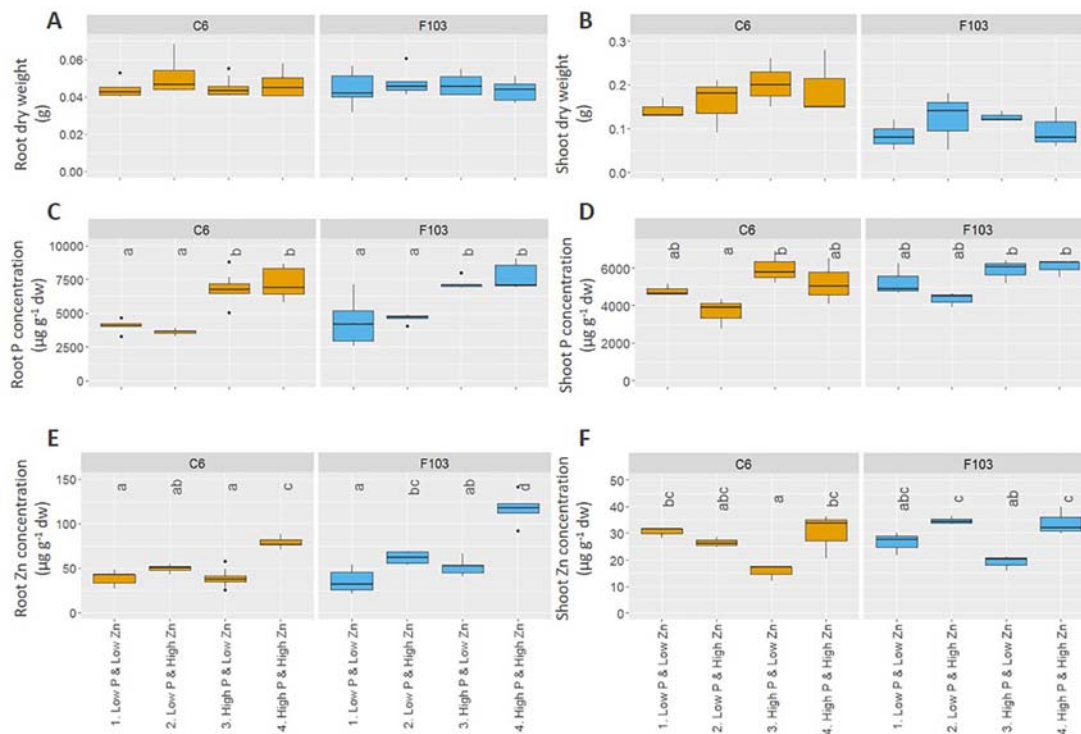 A
B
C6
F103
C6
F103
Root dry weight
(g)
0.06
0.04
0.02
0.00
Shoot dry weight
(g)
0.3
0.2
0.1
0.0
C
D
C6
F103
C6
F103
Root P concentration
(µg g-1 dw)
10000
7500
5000
2500
0
a a b b
a a b b
Shoot P concentration
(µg g-1 dw)
6000
4000
2000
0
ab a b ab
ab ab b b
E
F
C6
F103
C6
F103
Root Zn concentration
(µg g-1 dw)
150
100
50
0
a ab a c
a bc ab d
Shoot Zn concentration
(µg g-1 dw)
50
40
30
20
10
0
bc abc a bc
abc c ab c
1. Low P & Low Zn
2. Low P & High Zn
3. High P & Low Zn
4. High P & High Zn
1. Low P & Low Zn
2. High P & Low Zn
3. High P & Low Zn
4. High P & High Zn
1. Low P & Low Zn
2. Low P & High Zn
3. High P & Low Zn
4. High P & High Zn
1. Low P & Low Zn
2. Low P & High Zn
3. High P & Low Zn
4. High P & High Zn